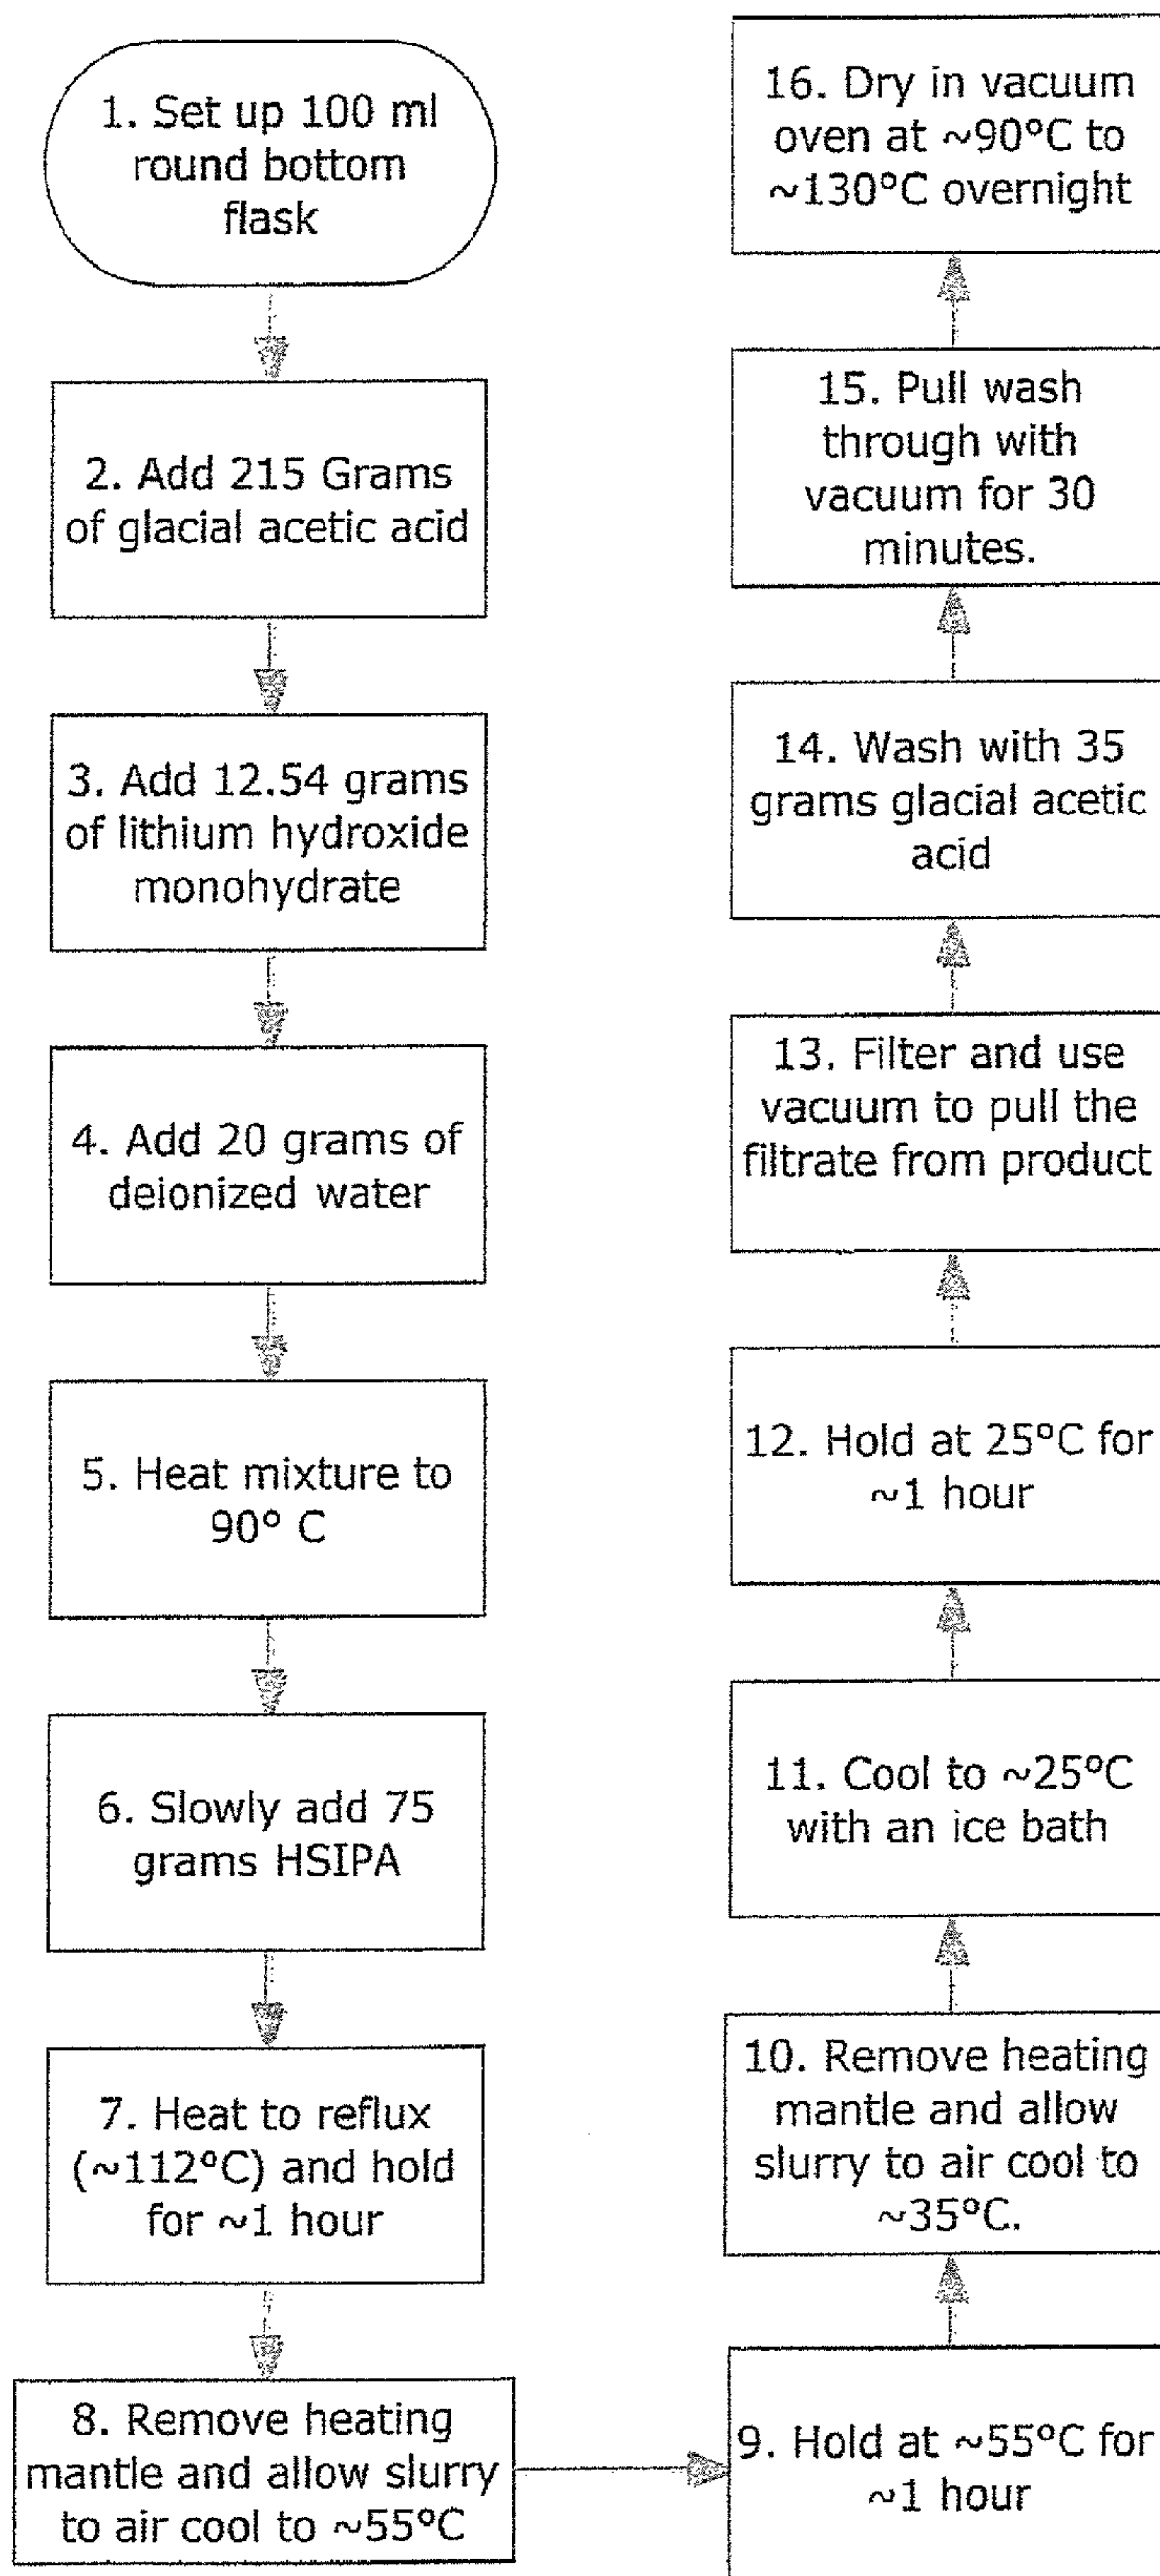 1. Set up 100 ml
round bottom
flask
2. Add 215 Grams
of glacial acetic acid
3. Add 12.54 grams
of lithium hydroxide
monohydrate
4. Add 20 grams of
deionized water
5. Heat mixture to
90° C
6. Slowly add 75
grams HSIPA
7. Heat to reflux
(~112°C) and hold
for ~1 hour
8. Remove heating
mantle and allow slurry
to air cool to ~55°C
9. Hold at ~55°C for
~1 hour
10. Remove heating
mantle and allow
slurry to air cool to
~35°C.
11. Cool to ~25°C
with an ice bath
12. Hold at 25°C for
~1 hour
13. Filter and use
vacuum to pull the
filtrate from product
14. Wash with 35
grams glacial acetic
acid
15. Pull wash
through with
vacuum for 30
minutes.
16. Dry in vacuum
oven at ~90°C to
~130°C overnight